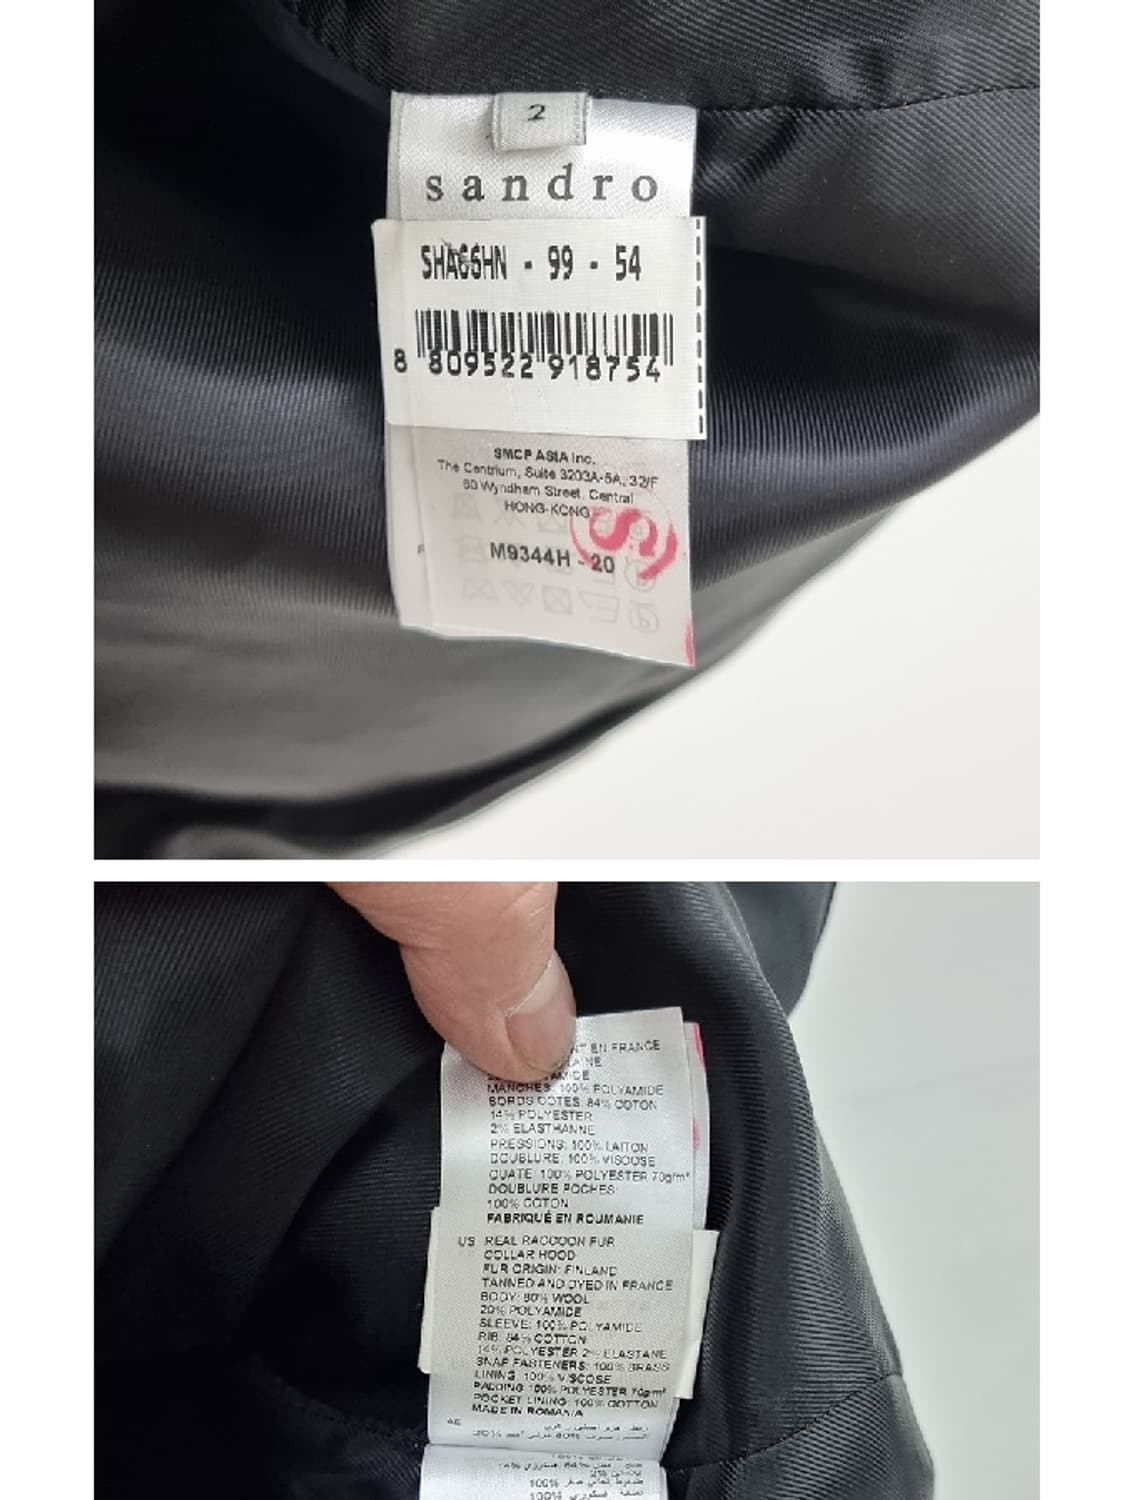 2
sandro
SHA66HN - 99 - 54
8 809522 918754
SMCP ASIA Inc.
The Centrium, Suite 3203A-5A, 32/F
60 Wyndham Street, Central
HONG-KONG
M9344H - 20
EN FRANCE
MANCHES: 100% POLYAMIDE
BORDS COTES: 84% COTON
14% POLYESTER
2% ELASTHANNE
PRESSIONS: 100% LAITON
DOUBLURE: 100% VISCOSE
OUATE: 100% POLYESTER 70g/m²
DOUBLURE POCHES:
100% COTON
FABRIQUÉ EN ROUMANIE
US REAL RACCOON FUR
COLLAR HOOD
FUR ORIGIN: FINLAND
TANNED AND DYED IN FRANCE
BODY: 80% WOOL
20% POLYAMIDE
SLEEVE: 100% POLYAMIDE
RIB: 84% COTTON
14% POLYESTER 2% ELASTANE
SNAP FASTENERS: 100% BRASS
LINING: 100% VISCOSE
PADDING: 100% POLYESTER 70g/m²
POCKET LINING: 100% COTTON
MADE IN ROMANIA